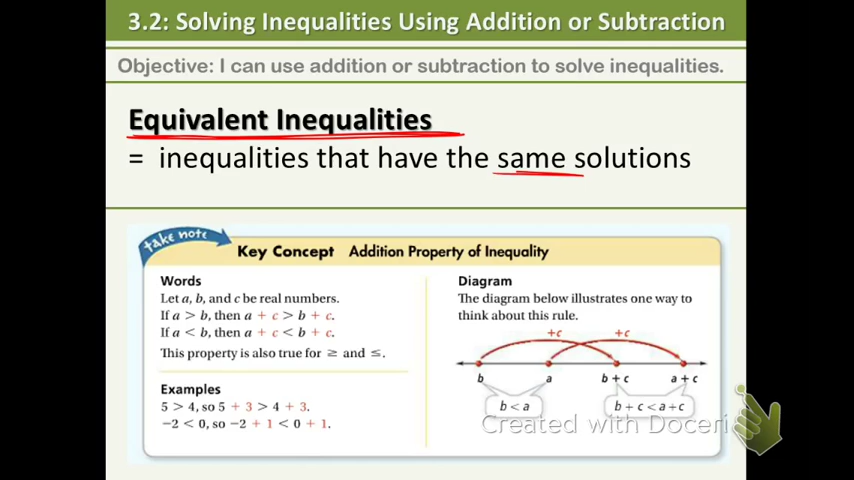 3.2: Solving Inequalities Using Addition or Subtraction
Objective: I can use addition or subtraction to solve inequalities.
Equivalent Inequalities
= inequalities that have the same solutions
take note
Key Concept Addition Property of Inequality
Words
Let a, b, and c be real numbers.
If a > b, then a + c > b + c.
If a < b, then a + c < b + c.
This property is also true for ≥ and ≤.
Examples
5 > 4, so 5 + 3 > 4 + 3.
−2 < 0, so −2 + 1 < 0 + 1.
Diagram
The diagram below illustrates one way to
think about this rule.
+c +c
b a b + c a + c
b < a b + c < a + c
Created with Doceri